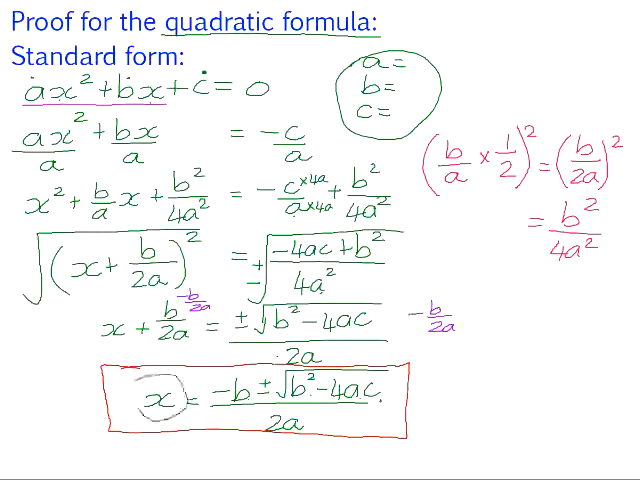 Proof for the quadratic formula:
Standard form:
ax² + bx + c = 0
a =
b =
c =
ax²/a + bx/a = -c/a
x² + b/a x + b²/4a² = -c ×4a / a ×4a + b²/4a²
(b/a × 1/2)² = (b/2a)²
= b²/4a²
√(x + b/2a)² = ±√(-4ac + b²)/4a²
x + b/2a - b/2a = ±√(b² - 4ac)/2a - b/2a
x = -b ± √(b² - 4ac)/2a